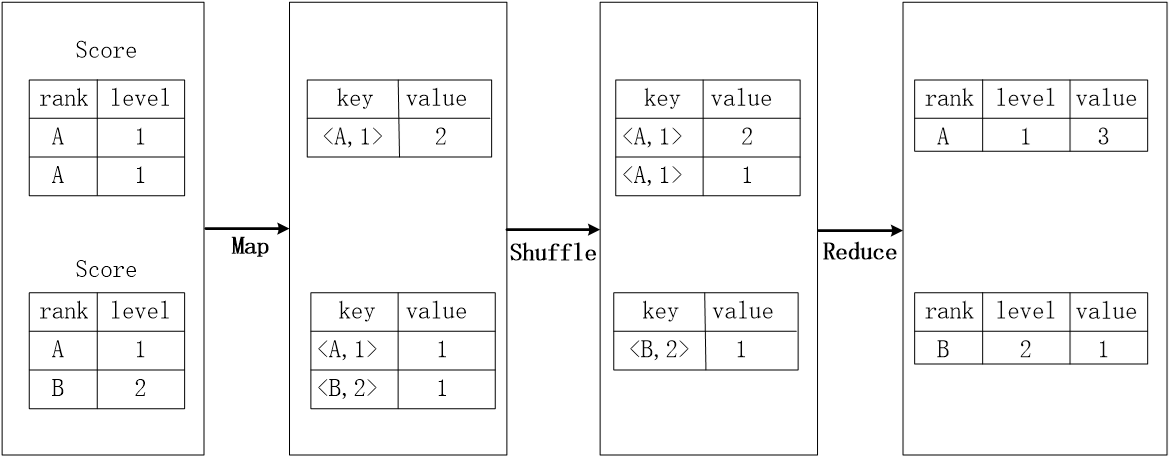 Score
rank level
A 1
A 1
Score
rank level
A 1
B 2
Map
key value
<A,1> 2
key value
<A,1> 1
<B,2> 1
Shuffle
key value
<A,1> 2
<A,1> 1
key value
<B,2> 1
Reduce
rank level value
A 1 3
rank level value
B 2 1